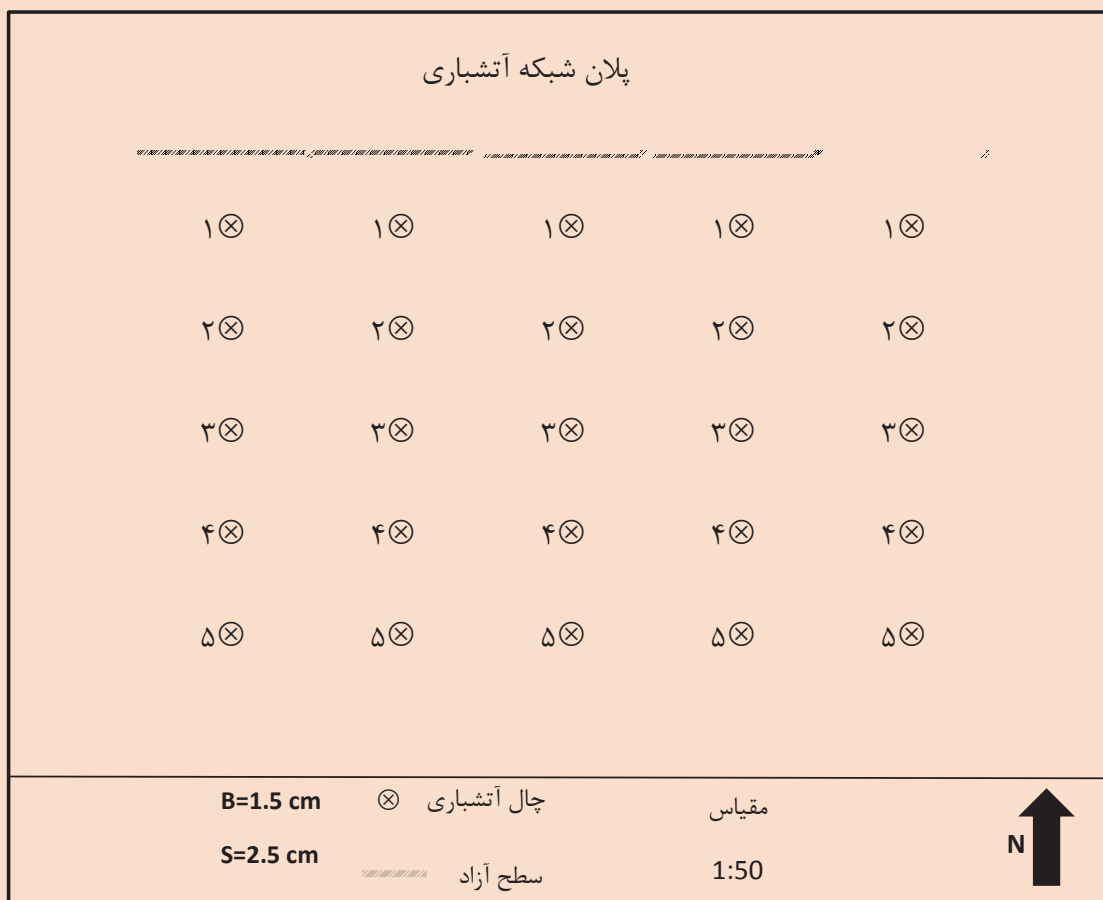 پلان شبکه آتشباری
۱ ۱ ۱ ۱ ۱
۲ ۲ ۲ ۲ ۲
۳ ۳ ۳ ۳ ۳
۴ ۴ ۴ ۴ ۴
۵ ۵ ۵ ۵ ۵
N
مقیاس
1:50
چال آتشباری
سطح آزاد
B=1.5 cm
S=2.5 cm